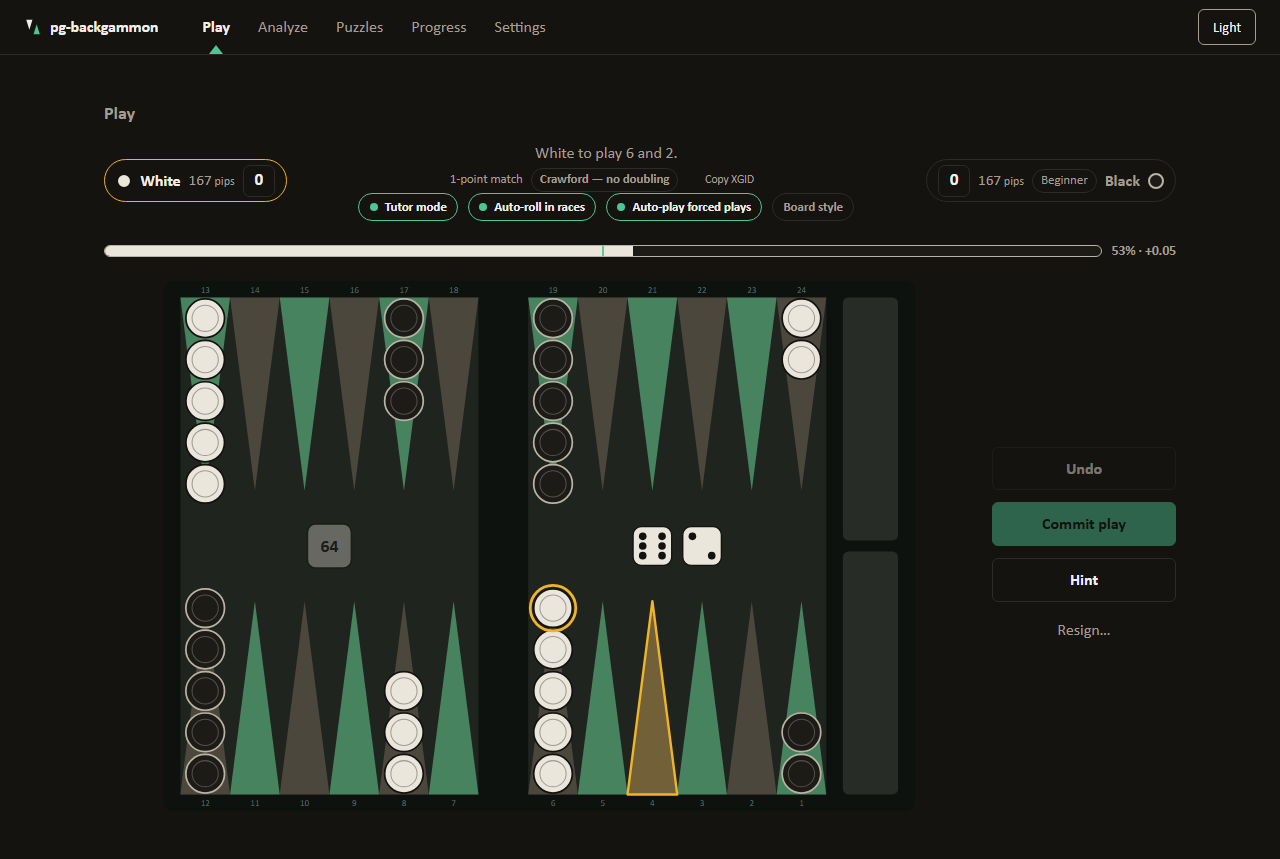 pg-backgammon Play Analyze Puzzles Progress Settings Light
Play
White to play 6 and 2.
White 167 pips 0
1-point match Crawford — no doubling Copy XGID
0 167 pips Beginner Black
Tutor mode Auto-roll in races Auto-play forced plays Board style
53% · +0.05
13 14 15 16 17 18 19 20 21 22 23 24
64
Undo
Commit play
Hint
Resign...
12 11 10 9 8 7 6 5 4 3 2 1